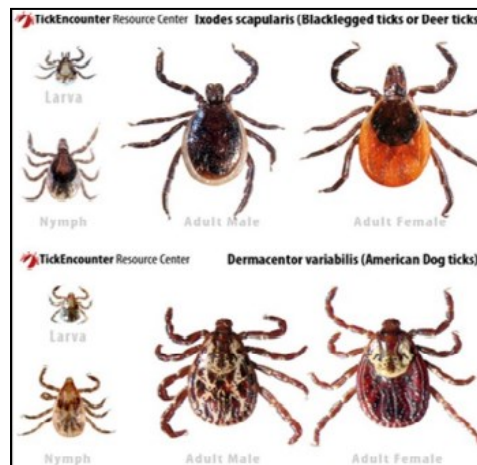 TickEncounter Resource Center Ixodes scapularis (Blacklegged ticks or Deer ticks
Larva
Nymph
Adult Male
Adult Female
TickEncounter Resource Center Dermacentor variabilis (American Dog ticks)
Larva
Nymph
Adult Male
Adult Female